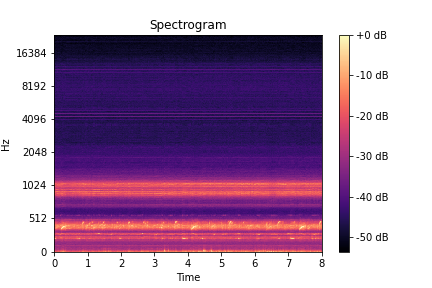 Spectrogram
+0 dB
16384
-10 dB
8192
-20 dB
4096
Hz
2048
-30 dB
1024
-40 dB
512
-50 dB
0
0 1 2 3 4 5 6 7 8
Time